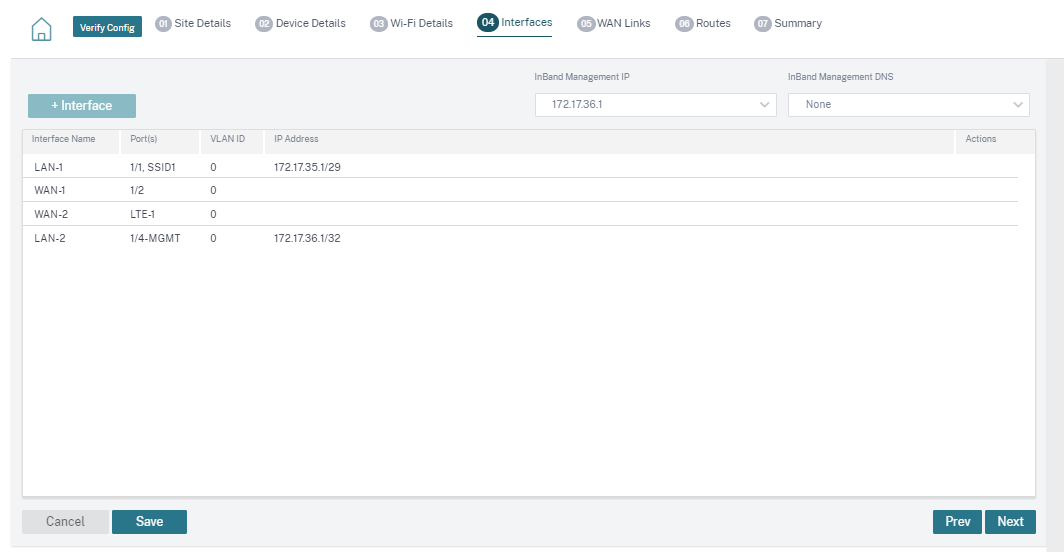 Verify Config 01 Site Details 02 Device Details 03 Wi-Fi Details 04 Interfaces 05 WAN Links 06 Routes 07 Summary
InBand Management IP InBand Management DNS
+ Interface 172.17.36.1 None
Interface Name Port(s) VLAN ID IP Address Actions
LAN-1 1/1, SSID1 0 172.17.35.1/29
WAN-1 1/2 0
WAN-2 LTE-1 0
LAN-2 1/4-MGMT 0 172.17.36.1/32
Cancel Save Prev Next